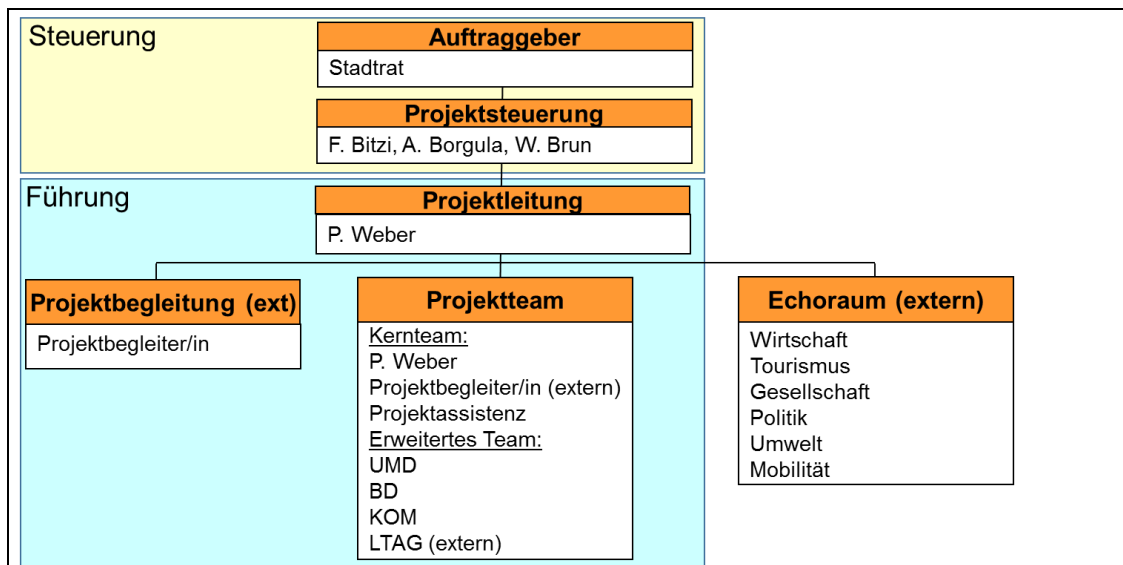 Steuerung
Auftraggeber
Stadtrat
Projektsteuerung
F. Bitzi, A. Borgula, W. Brun
Führung
Projektleitung
P. Weber
Projektbegleitung (ext)
Projektbegleiter/in
Projektteam
Kernteam:
P. Weber
Projektbegleiter/in (extern)
Projektassistenz
Erweitertes Team:
UMD
BD
KOM
LTAG (extern)
Echoraum (extern)
Wirtschaft
Tourismus
Gesellschaft
Politik
Umwelt
Mobilität